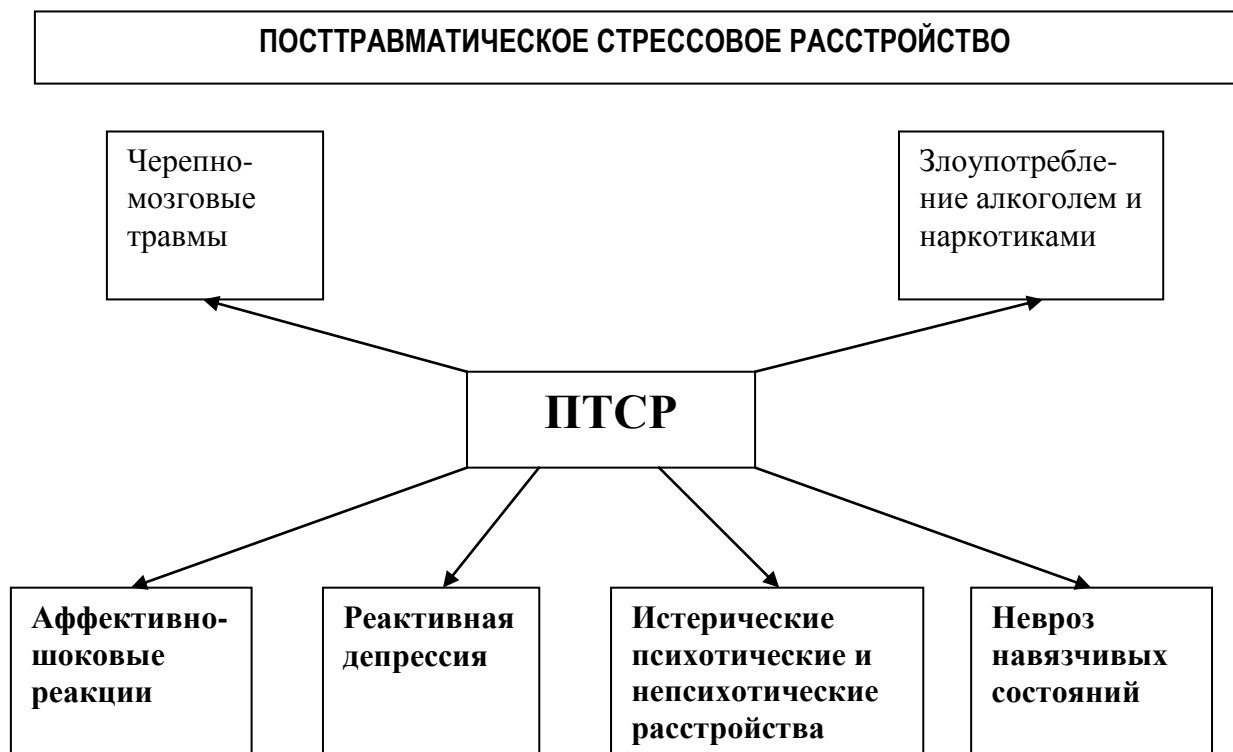 ПОСТТРАВМАТИЧЕСКОЕ СТРЕССОВОЕ РАССТРОЙСТВО
Черепно-
мозговые
травмы
Злоупотребле-
ние алкоголем и
наркотиками
ПТСР
Аффективно-
шоковые
реакции
Реактивная
депрессия
Истерические
психотические и
непсихотические
расстройства
Невроз
навязчивых
состояний